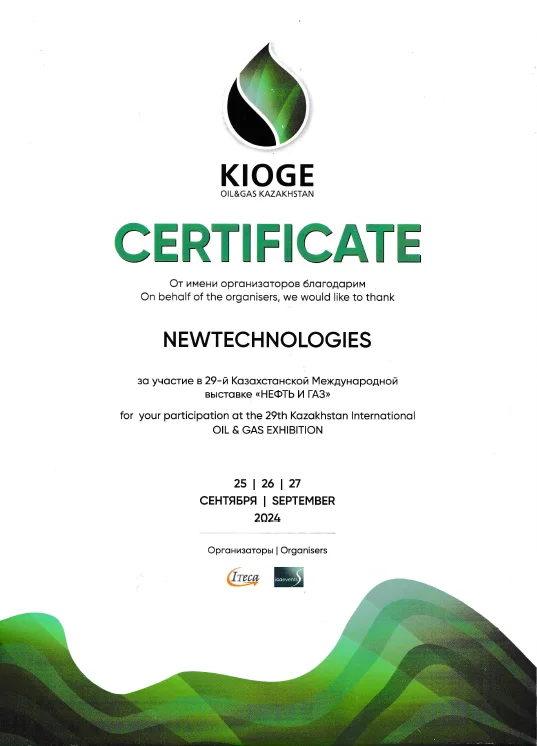 KIOGE
OIL&GAS KAZAKHSTAN
CERTIFICATE
От имени организаторов благодарим
On behalf of the organisers, we would like to thank
NEWTECHNOLOGIES
за участие в 29-й Казахстанской Международной
выставке «НЕФТЬ И ГАЗ»
for your participation at the 29th Kazakhstan International
OIL & GAS EXHIBITION
25 | 26 | 27
СЕНТЯБРЯ | SEPTEMBER
2024
Организаторы | Organisers
Iteca
icaevents